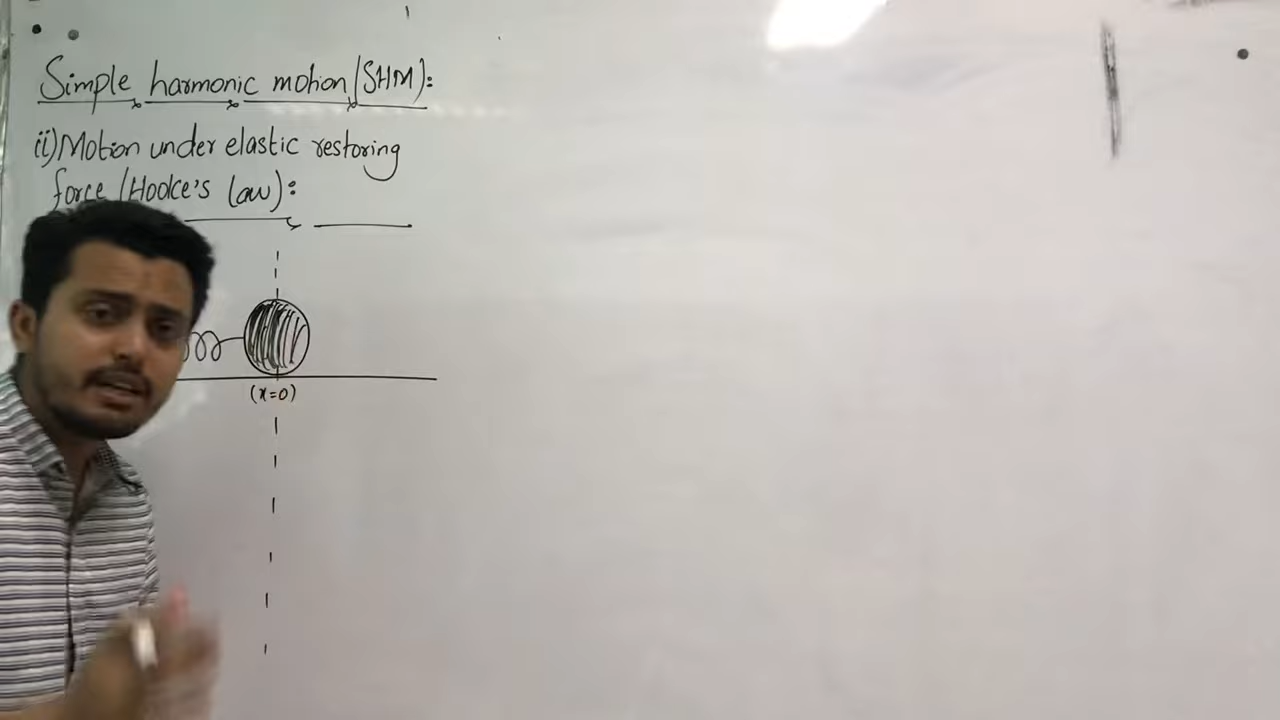 Simple harmonic motion (SHM):
ii) Motion under elastic restoring
force (Hooke's law):
(x=0)